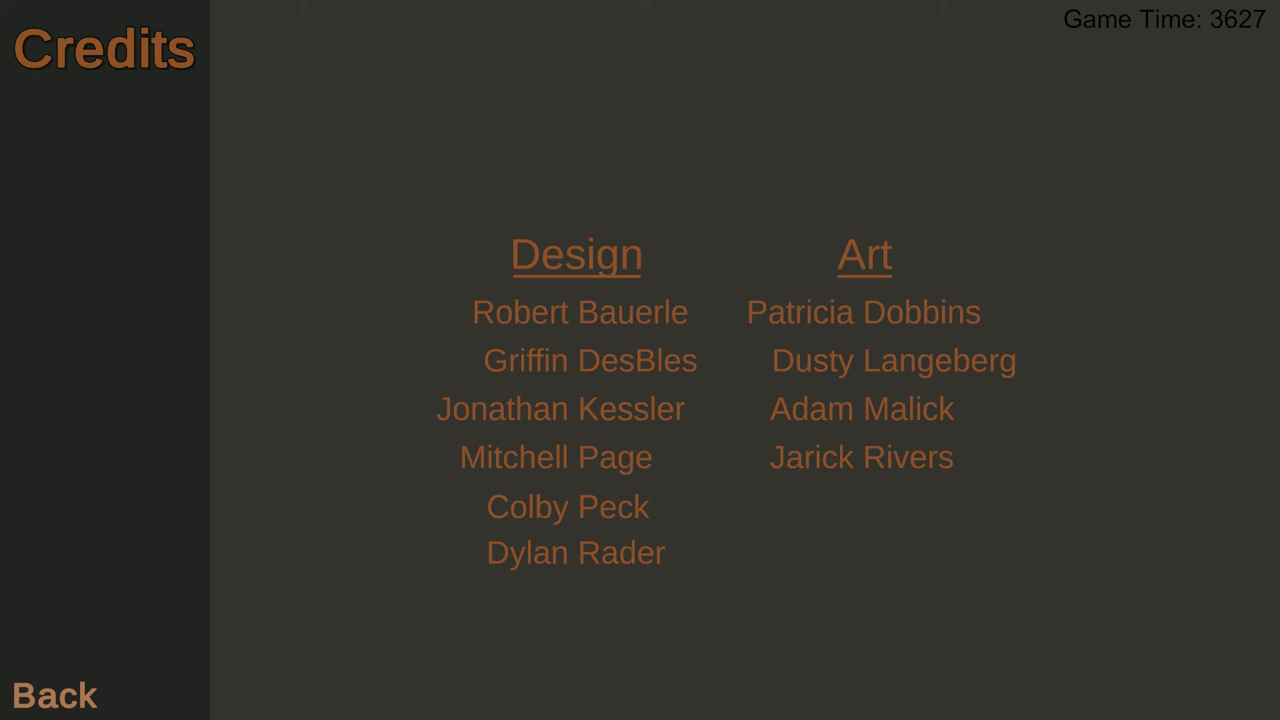 Credits
Game Time: 3627
Design
Robert Bauerle
Griffin DesBles
Jonathan Kessler
Mitchell Page
Colby Peck
Dylan Rader
Art
Patricia Dobbins
Dusty Langeberg
Adam Malick
Jarick Rivers
Back